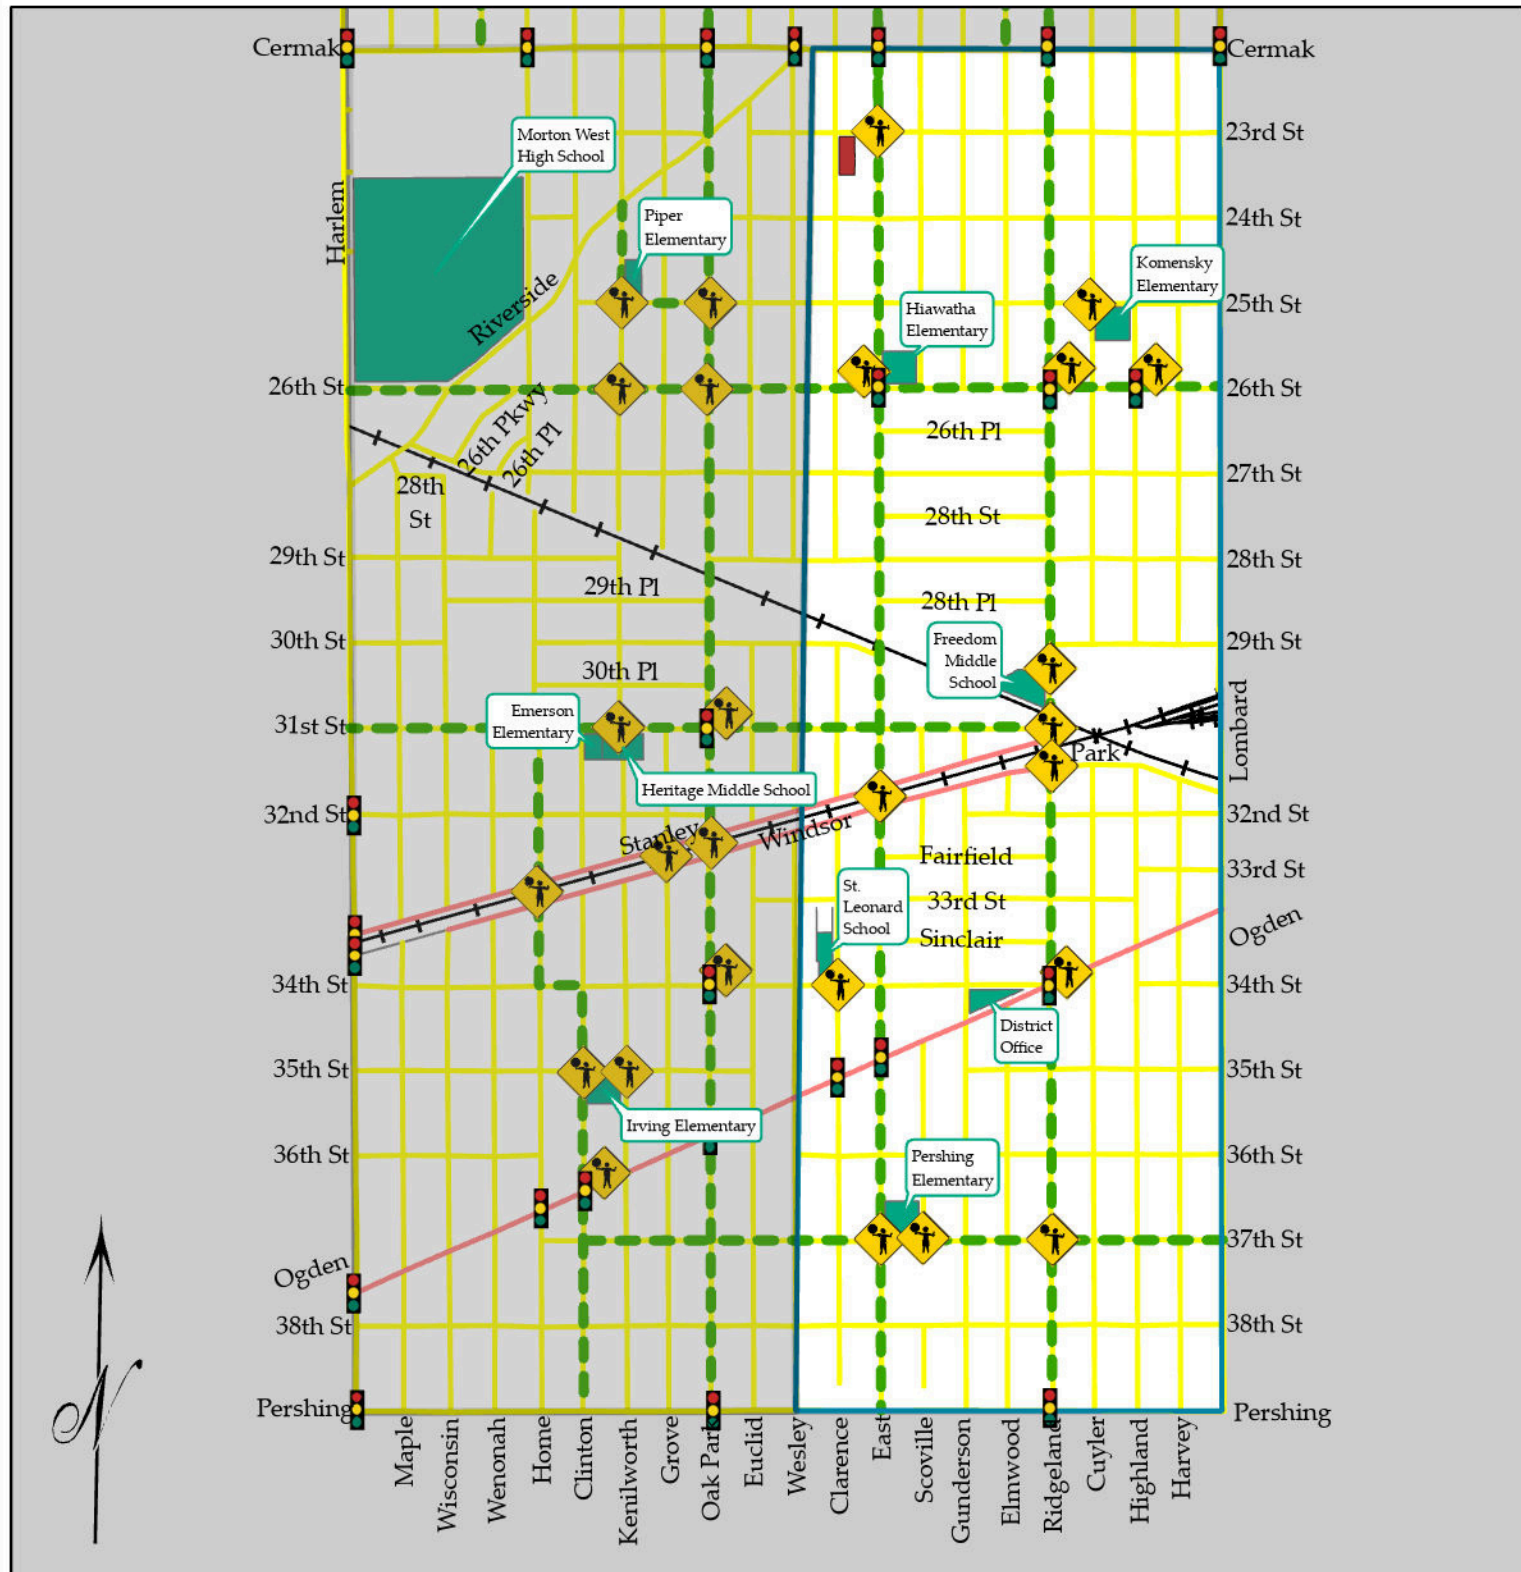 Cermak
Cermak
Morton West
High School
23rd St
Harlem
Piper
Elementary
24th St
Komensky
Elementary
Riverside
Hiawatha
Elementary
25th St
26th St
26th St
26th Pkwy
26th Pl
26th Pl
28th
St
27th St
28th St
29th St
28th St
29th Pl
28th Pl
30th St
29th St
Freedom
Middle
School
30th Pl
Emerson
Elementary
31st St
Lombard
Park
Heritage Middle School
32nd St
32nd St
Stanley
Windsor
Fairfield
33rd St
St.
Leonard
School
33rd St
Sinclair
Ogden
34th St
34th St
District
Office
35th St
35th St
Irving Elementary
36th St
36th St
Pershing
Elementary
37th St
Ogden
38th St
38th St
Pershing
Pershing
Maple
Wisconsin
Wenonah
Home
Clinton
Kenilworth
Grove
Oak Park
Euclid
Wesley
Clarence
East
Scoville
Gunderson
Elmwood
Ridgeland
Cuyler
Highland
Harvey
N